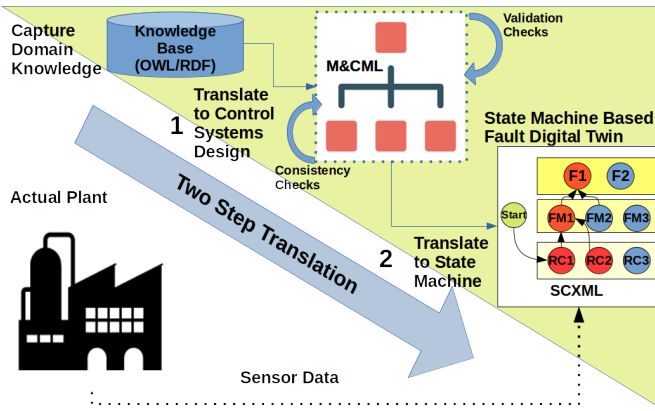 Capture
Domain
Knowledge
Knowledge
Base
(OWL/RDF)
M&CML
Validation
Checks
1
Translate
to Control
Systems
Design
Consistency
Checks
State Machine Based
Fault Digital Twin
F1 F2
Start
FM1 FM2 FM3
RC1 RC2 RC3
SCXML
Actual Plant
Two Step Translation
2
Translate
to State
Machine
Sensor Data